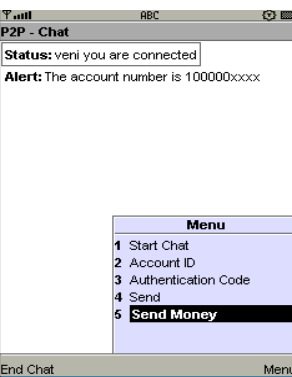 ABC
P2P - Chat
Status: veni you are connected
Alert: The account number is 100000xxxx
Menu
1 Start Chat
2 Account ID
3 Authentication Code
4 Send
5 Send Money
End Chat
Menu